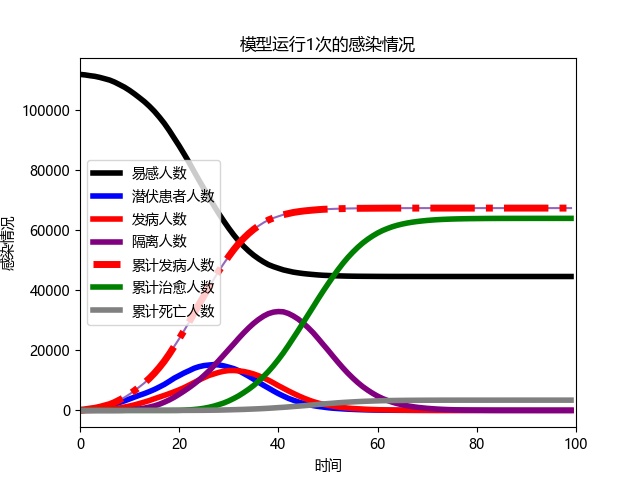 模型运行1次的感染情况
感染情况
100000
80000
60000
40000
20000
0
易感人数
潜伏患者人数
发病人数
隔离人数
累计发病人数
累计治愈人数
累计死亡人数
0 20 40 60 80 100
时间